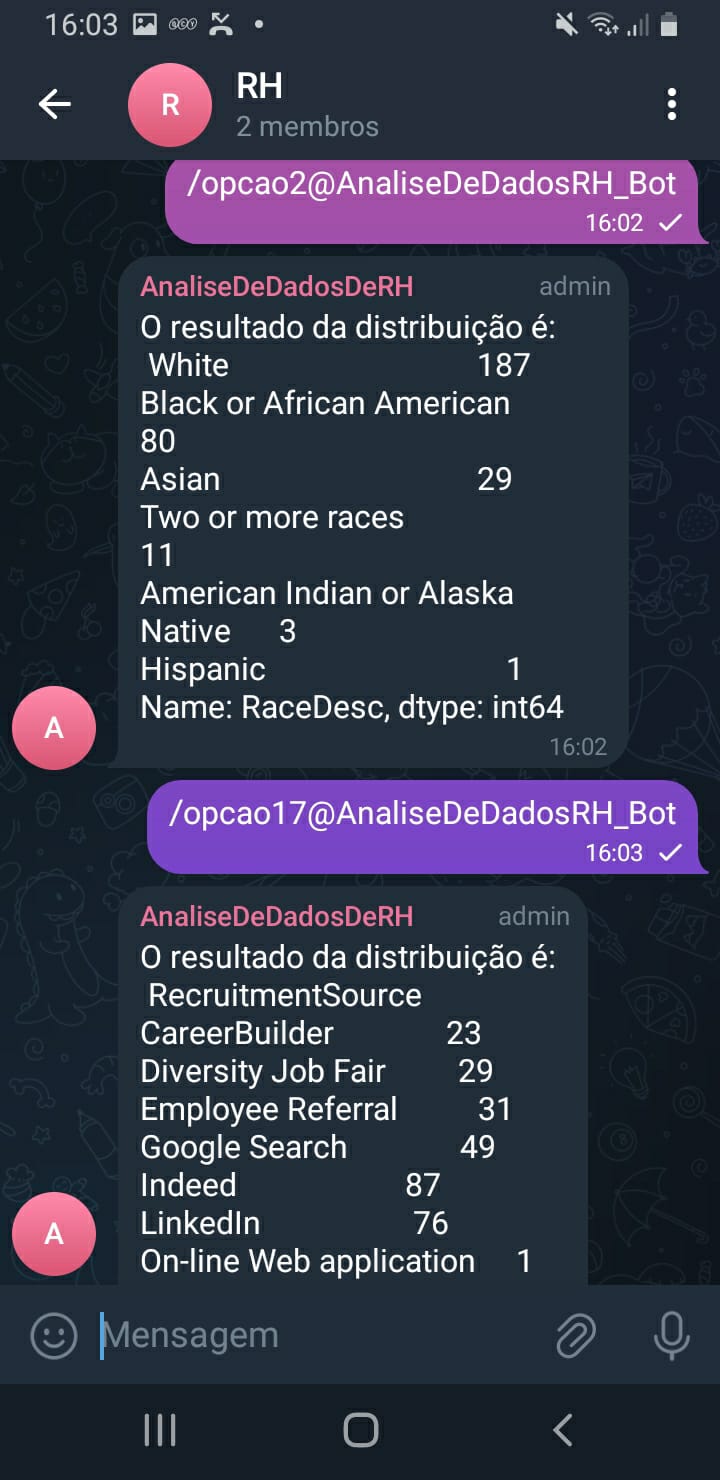 16:03
R
RH
2 membros
/opcao2@AnaliseDeDadosRH_Bot
16:02
AnaliseDeDadosDeRH admin
O resultado da distribuição é:
White 187
Black or African American
80
Asian 29
Two or more races
11
American Indian or Alaska
Native 3
Hispanic 1
Name: RaceDesc, dtype: int64
16:02
A
/opcao17@AnaliseDeDadosRH_Bot
16:03
AnaliseDeDadosDeRH admin
O resultado da distribuição é:
RecruitmentSource
CareerBuilder 23
Diversity Job Fair 29
Employee Referral 31
Google Search 49
Indeed 87
LinkedIn 76
On-line Web application 1
A
Mensagem